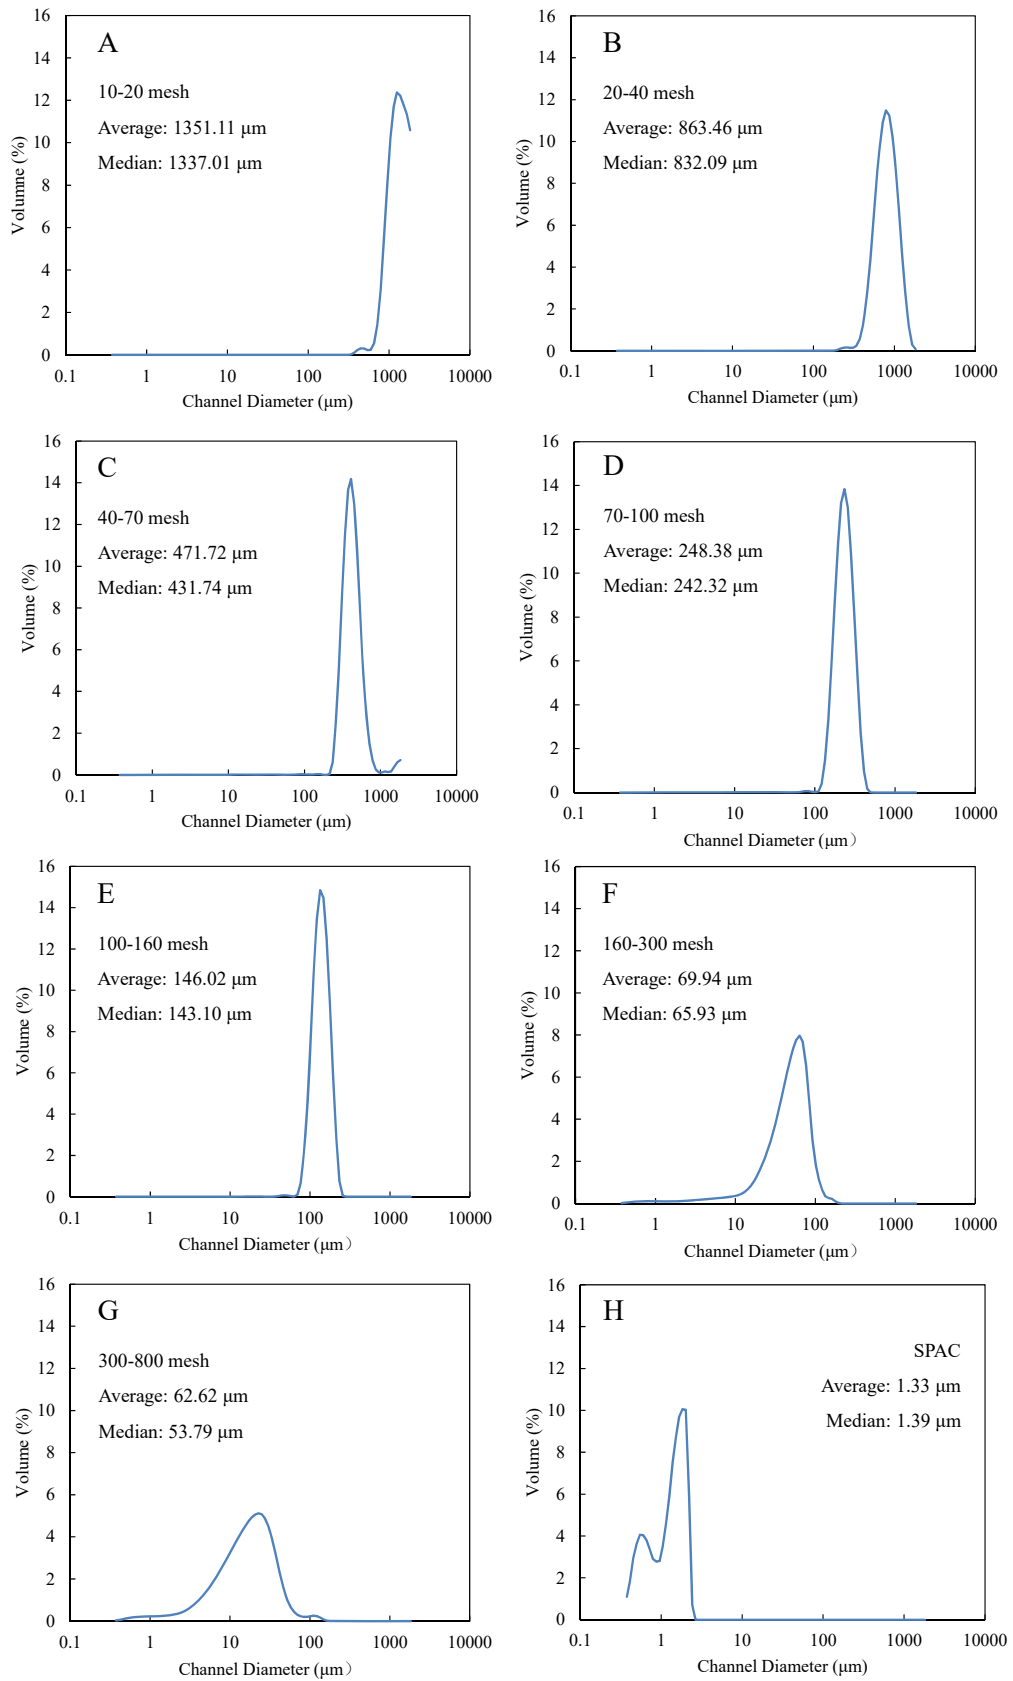 A
10-20 mesh
Average: 1351.11 μm
Median: 1337.01 μm
Volumne (%)
16
14
12
10
8
6
4
2
0
0.1 1 10 100 1000 10000
Channel Diameter (μm)
B
20-40 mesh
Average: 863.46 μm
Median: 832.09 μm
Volume (%)
16
14
12
10
8
6
4
2
0
0.1 1 10 100 1000 10000
Channel Diameter (μm)
C
40-70 mesh
Average: 471.72 μm
Median: 431.74 μm
Volume (%)
16
14
12
10
8
6
4
2
0
0.1 1 10 100 1000 10000
Channel Diameter (μm)
D
70-100 mesh
Average: 248.38 μm
Median: 242.32 μm
Volume (%)
16
14
12
10
8
6
4
2
0
0.1 1 10 100 1000 10000
Channel Diameter (μm）
E
100-160 mesh
Average: 146.02 μm
Median: 143.10 μm
Volume (%)
16
14
12
10
8
6
4
2
0
0.1 1 10 100 1000 10000
Channel Diameter (μm）
F
160-300 mesh
Average: 69.94 μm
Median: 65.93 μm
Volume (%)
16
14
12
10
8
6
4
2
0
0.1 1 10 100 1000 10000
Channel Diameter (μm）
G
300-800 mesh
Average: 62.62 μm
Median: 53.79 μm
Volume (%)
16
14
12
10
8
6
4
2
0
0.1 1 10 100 1000 10000
Channel Diameter (μm）
H
SPAC
Average: 1.33 μm
Median: 1.39 μm
Volume (%)
16
14
12
10
8
6
4
2
0
0.1 1 10 100 1000 10000
Channel Diameter (μm)